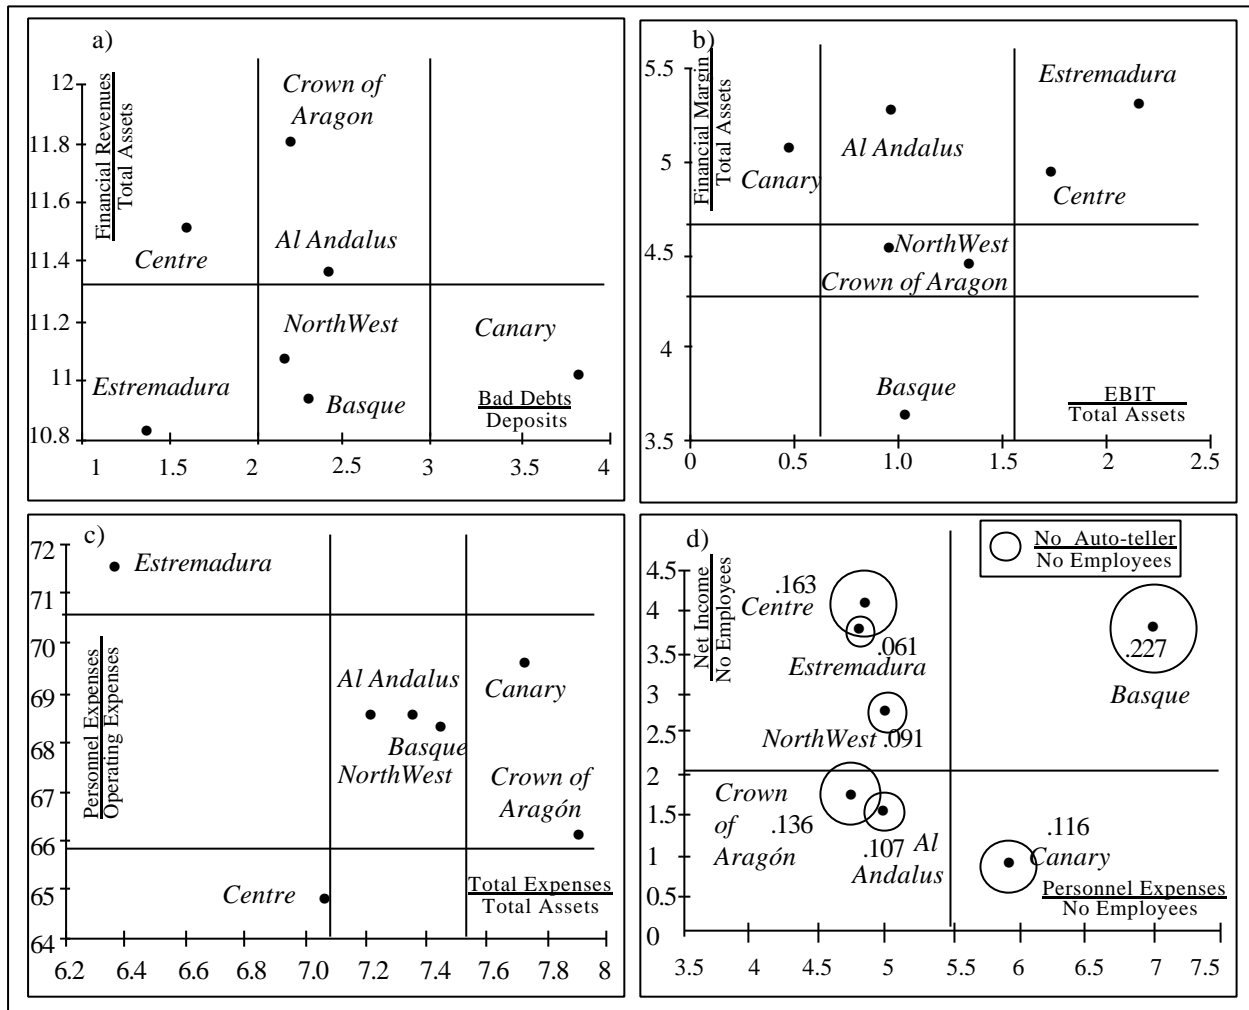 a)
Financial Revenues
Total Assets
12
11.8
11.6
11.4
11.2
11
10.8
Crown of
Aragon
Centre
Al Andalus
NorthWest
Canary
Estremadura
Basque
Bad Debts
Deposits
1
1.5
2
2.5
3
3.5
4
b)
Financial Margin
Total Assets
5.5
5
4.5
4
3.5
Estremadura
Al Andalus
Canary
Centre
NorthWest
Crown of Aragon
Basque
EBIT
Total Assets
0
0.5
1.0
1.5
2
2.5
c)
Personnel Expenses
Operating Expenses
72
71
70
69
68
67
66
65
64
Estremadura
Al Andalus
Canary
Basque
NorthWest
Crown of
Aragón
Centre
Total Expenses
Total Assets
6.2
6.4
6.8
7.0
7.2
7.4
7.6
7.8
8
d)
No Auto-teller
No Employees
Net Income
No Employees
4.5
4
3.5
3
2.5
2
1.5
1
0.5
0
.163
Centre
.061
Estremadura
.227
Basque
NorthWest .091
Crown
of
Aragón
.136
.107 Al
Andalus
.116
Canary
Personnel Expenses
No Employees
3.5
4
4.5
5
5.5
6
6.5
7
7.5